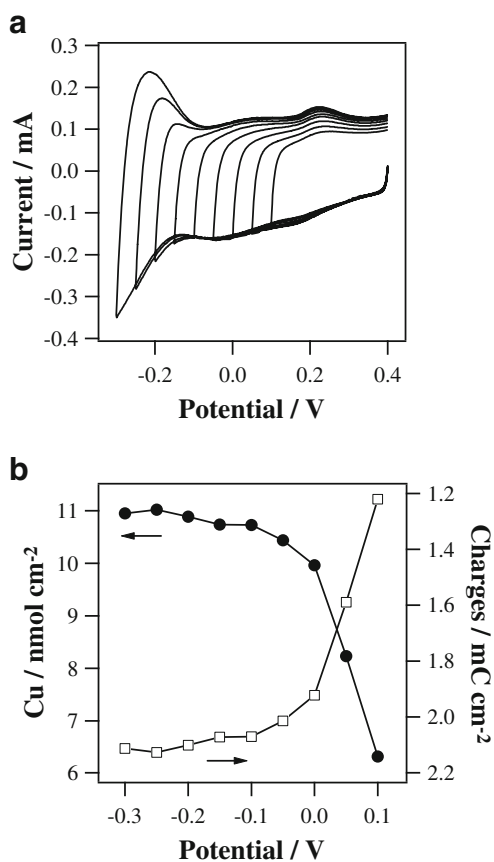 a
0.3
0.2
0.1
0.0
-0.1
-0.2
-0.3
-0.4
Current / mA
-0.2 0.0 0.2 0.4
Potential / V
b
11
10
9
8
7
6
Cu / nmol cm-2
1.2
1.4
1.6
1.8
2.0
2.2
Charges / mC cm-2
-0.3 -0.2 -0.1 0.0 0.1
Potential / V